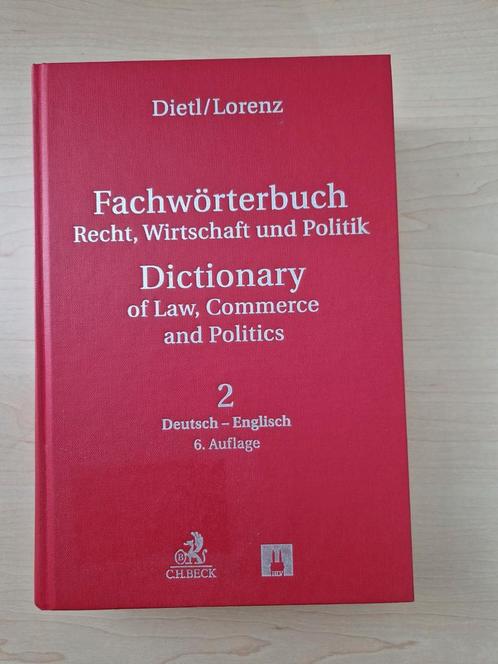 Dietl/Lorenz
Fachwörterbuch
Recht, Wirtschaft und Politik
Dictionary
of Law, Commerce
and Politics
2
Deutsch – Englisch
6. Auflage
B
C.H.BECK